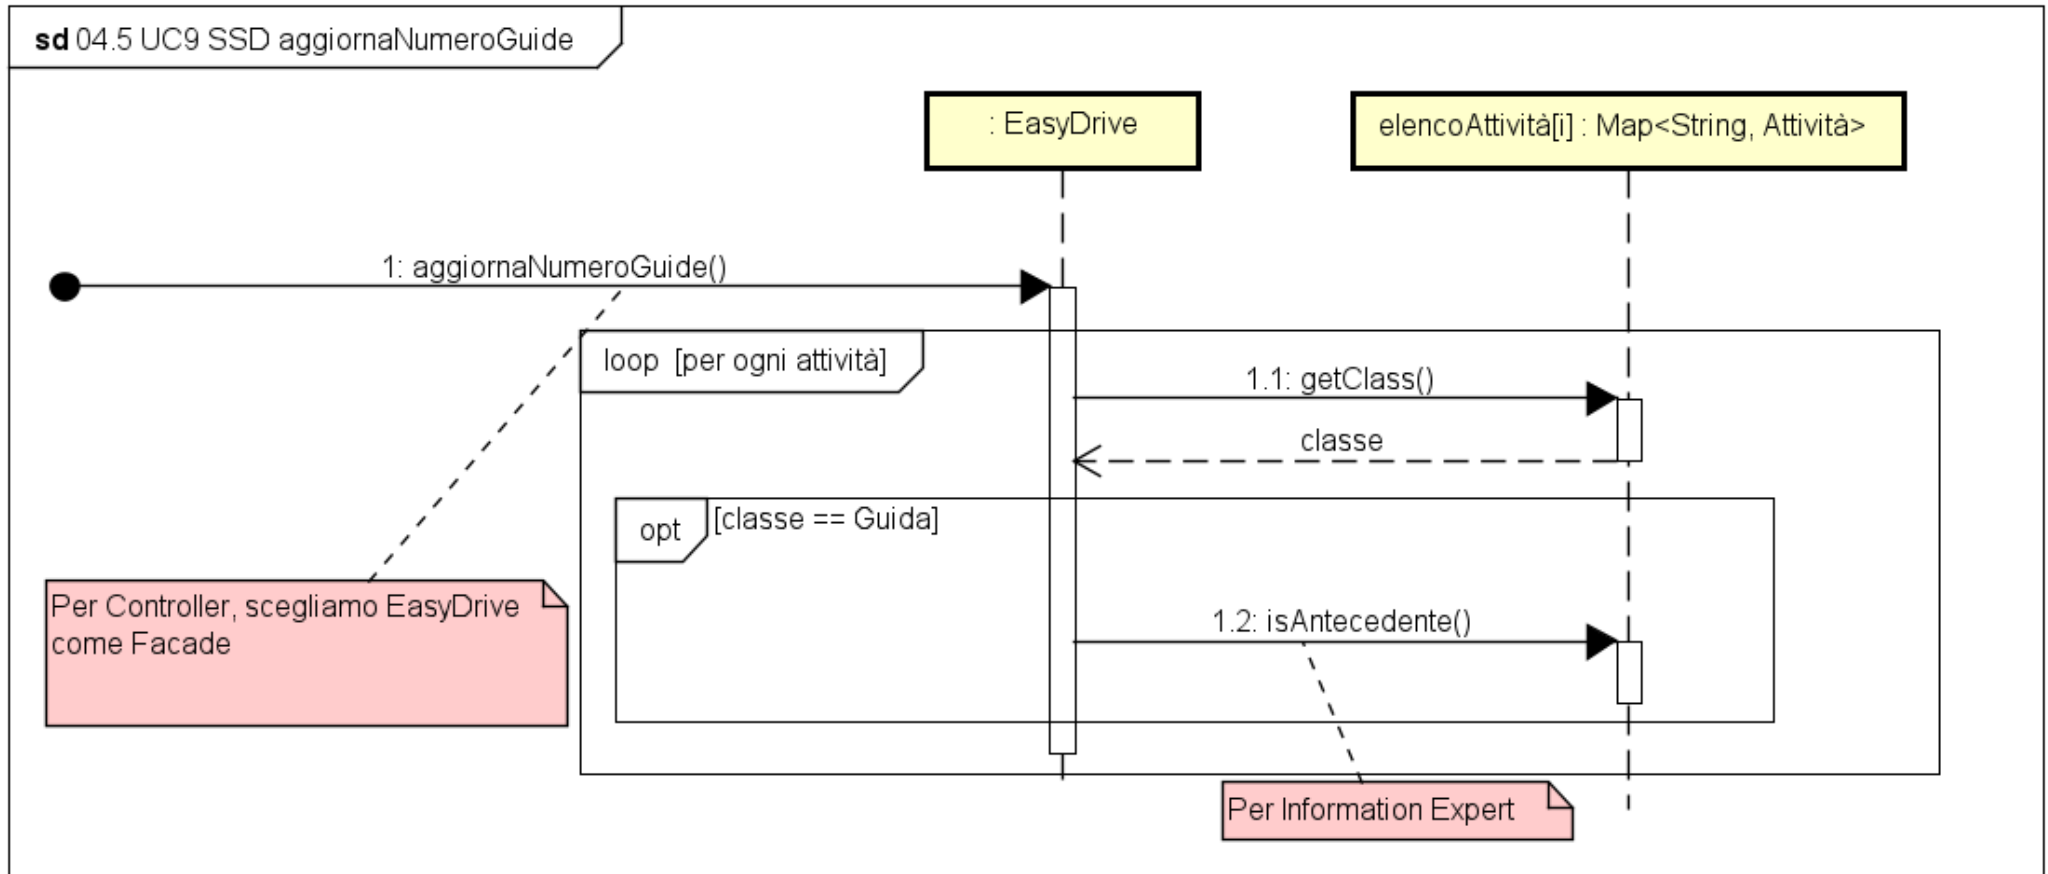 sd 04.5 UC9 SSD aggiornaNumeroGuide
: EasyDrive
elencoAttività[i] : Map<String, Attività>
1: aggiornaNumeroGuide()
loop [per ogni attività]
1.1: getClass()
classe
opt [classe == Guida]
1.2: isAntecedente()
Per Controller, scegliamo EasyDrive
come Facade
Per Information Expert